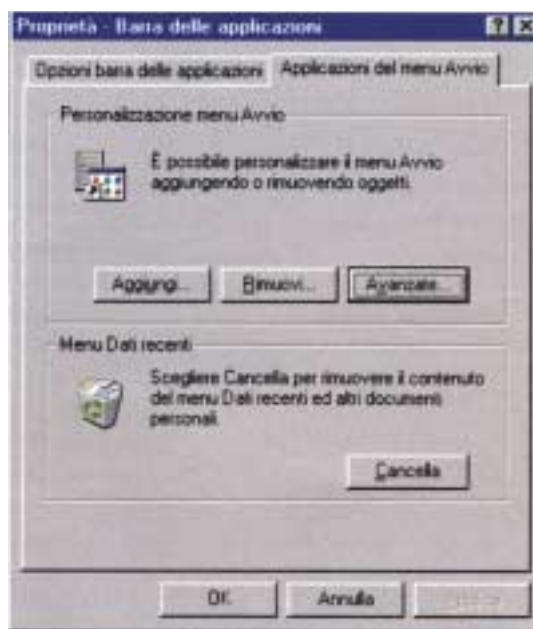 Proprietà - Barra delle applicazioni
Opzioni barra delle applicazioni
Applicazioni del menu Avvio
Personalizzazione menu Avvio
È possibile personalizzare il menu Avvio
aggiungendo o rimuovendo oggetti.
Aggiungi...
Rimuovi...
Avanzate...
Menu Dati recenti
Scegliere Cancella per rimuovere il contenuto
del menu Dati recenti ed altri documenti
personali.
Cancella
OK
Annulla